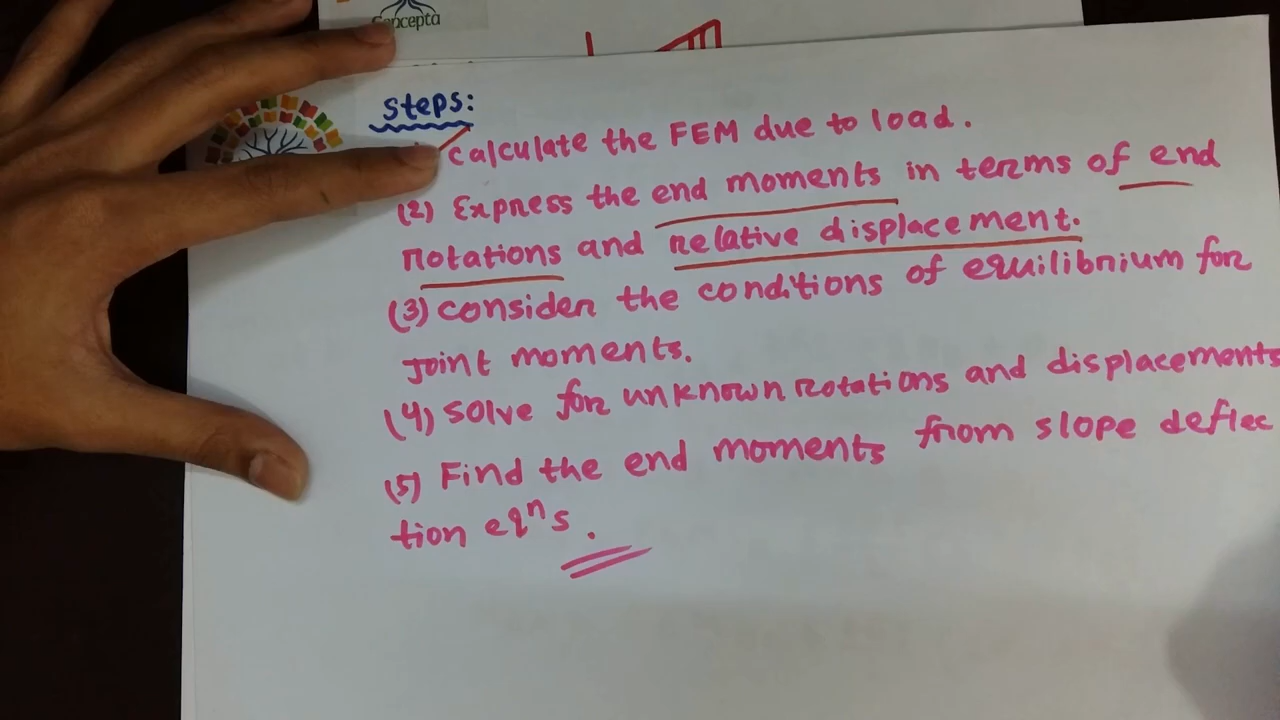 Concepta
Steps:
Calculate the FEM due to load.
(2) Express the end moments in terms of end
rotations and relative displacement.
(3) consider the conditions of equilibrium for
Joint moments.
(4) Solve for unknown rotations and displacements
(5) Find the end moments from slope deflec
tion eqⁿs.